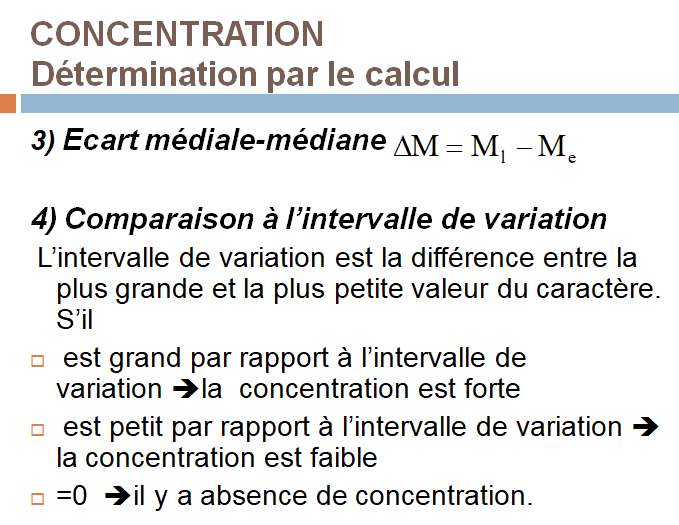 CONCENTRATION
Détermination par le calcul
3) Ecart médiale-médiane ΔM = Ml – Me
4) Comparaison à l’intervalle de variation
L’intervalle de variation est la différence entre la
plus grande et la plus petite valeur du caractère.
S’il
est grand par rapport à l’intervalle de
variation ➔la concentration est forte
est petit par rapport à l’intervalle de variation ➔
la concentration est faible
=0 ➔il y a absence de concentration.